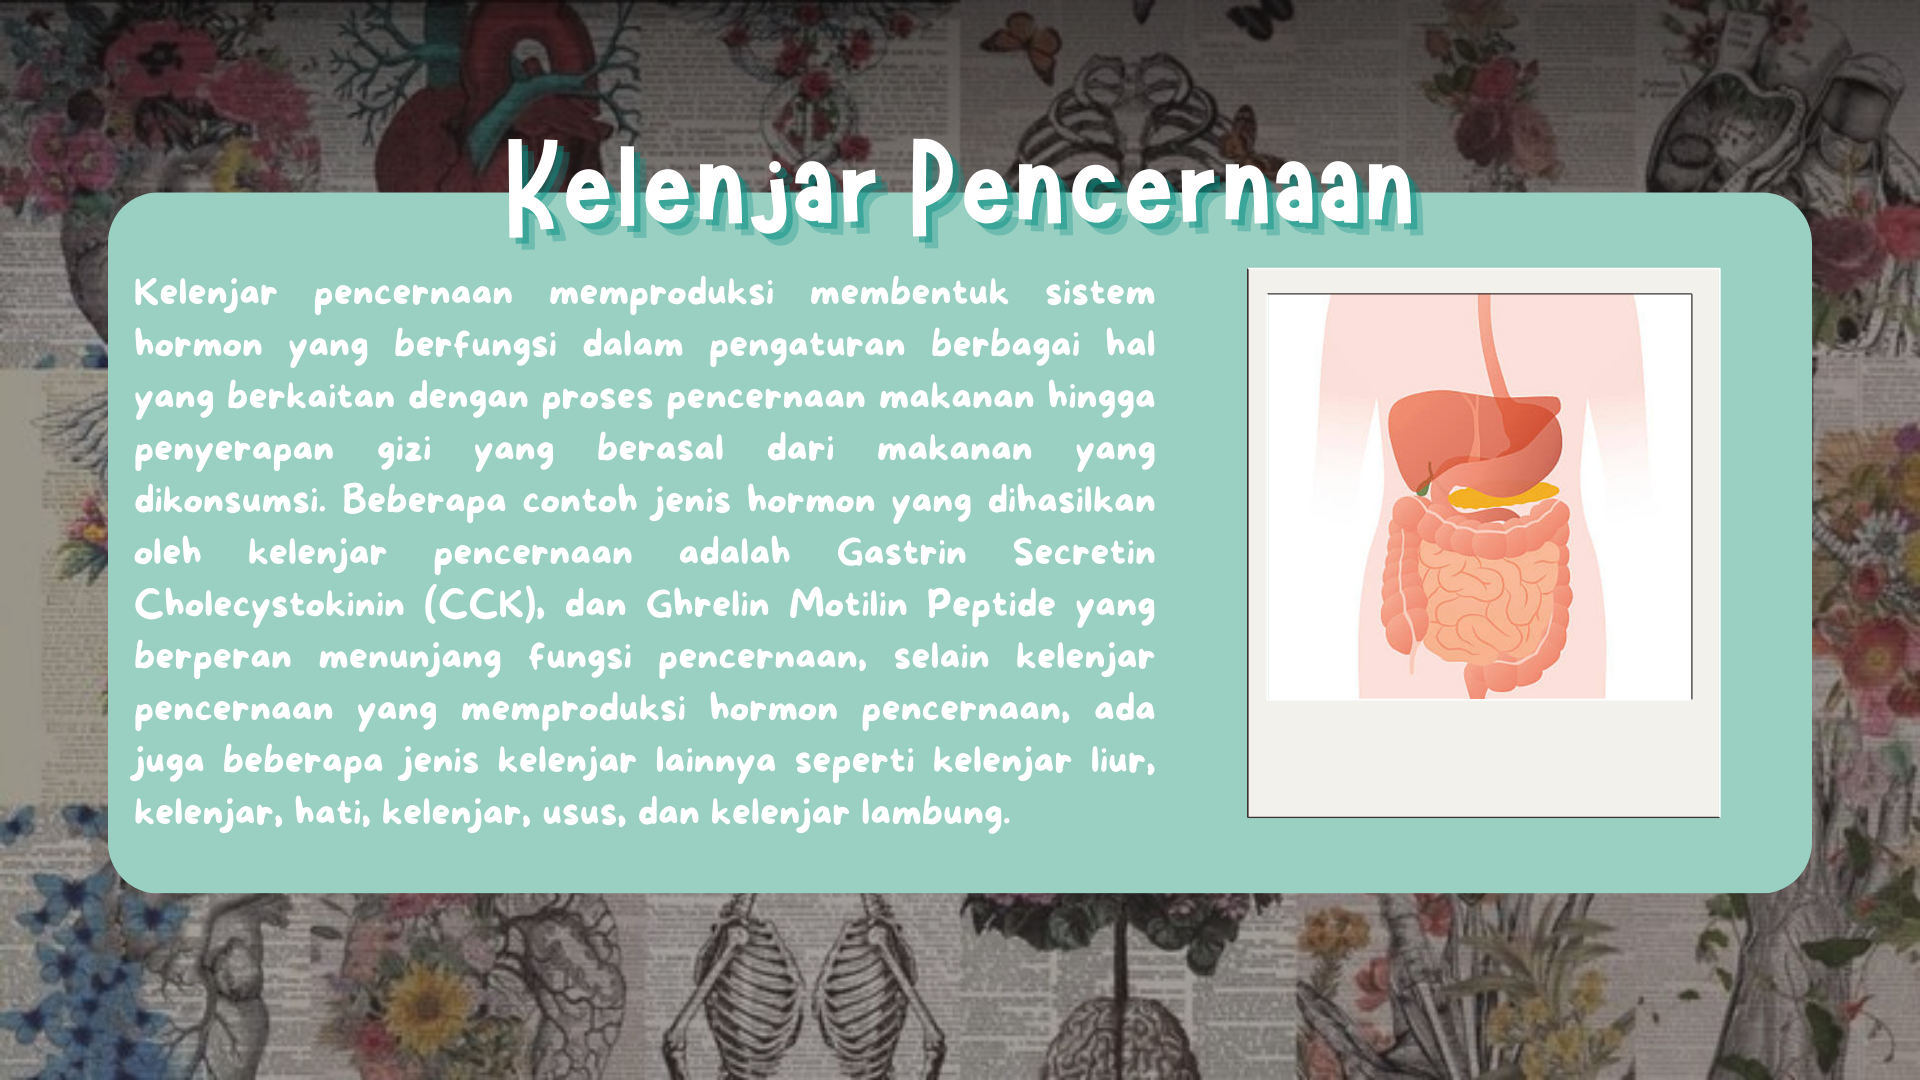 Kelenjar Pencernaan
Kelenjar pencernaan memproduksi membentuk sistem
hormon yang berfungsi dalam pengaturan berbagai hal
yang berkaitan dengan proses pencernaan makanan hingga
penyerapan gizi yang berasal dari makanan yang
dikonsumsi. Beberapa contoh jenis hormon yang dihasilkan
oleh kelenjar pencernaan adalah Gastrin Secretin
Cholecystokinin (CCK), dan Ghrelin Motilin Peptide yang
berperan menunjang fungsi pencernaan, selain kelenjar
pencernaan yang memproduksi hormon pencernaan, ada
juga beberapa jenis kelenjar lainnya seperti kelenjar liur,
kelenjar, hati, kelenjar, usus, dan kelenjar lambung.